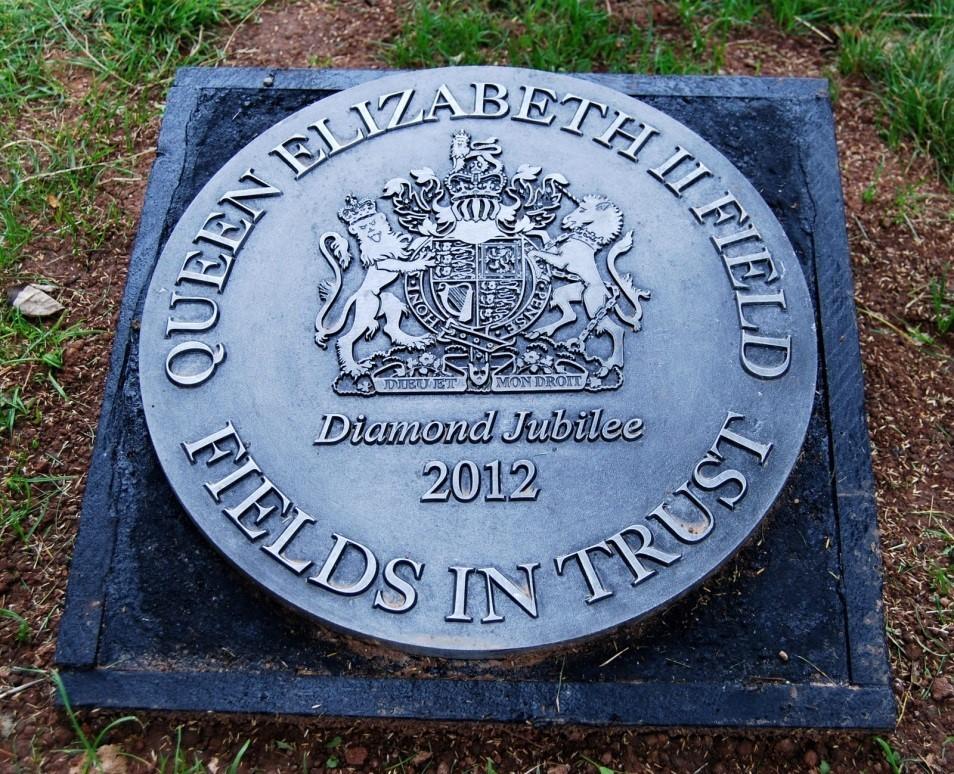 QUEEN ELIZABETH II FIELD
DIEU ET MON DROIT
Diamond Jubilee
2012
FIELDS IN TRUST